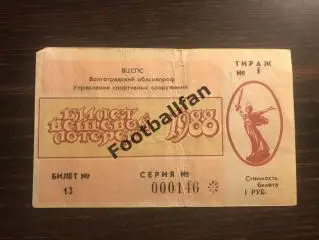 ВЦСПС
Волгоградский облсовпроф
Управление спортивных сооружений
ТИРАЖ
№ 1
БИЛЕТ
ВЕЩЕВОЙ
ЛОТЕРЕИ
1988
Footballfan
БИЛЕТ №
13
СЕРИЯ №
000146
Стоимость
билета
1 РУБ.